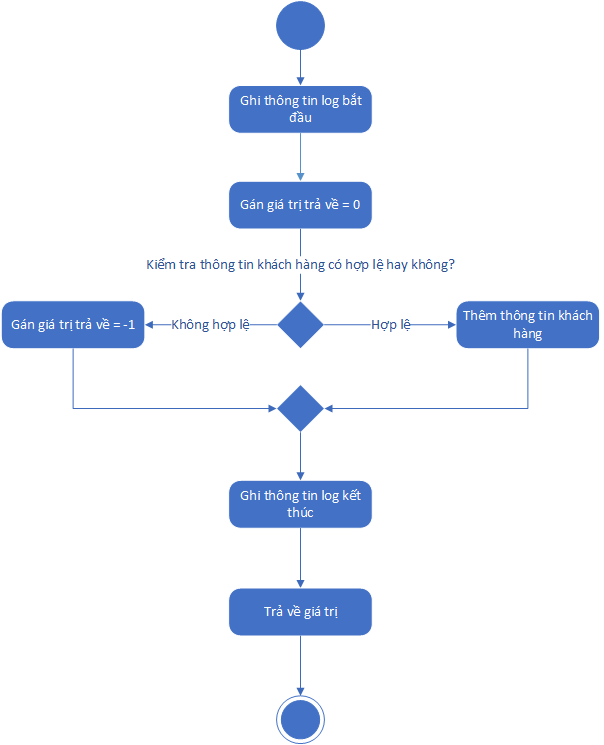 Ghi thông tin log bắt
đầu
Gán giá trị trả về = 0
Kiểm tra thông tin khách hàng có hợp lệ hay không?
Gán giá trị trả về = -1
Không hợp lệ
Hợp lệ
Thêm thông tin khách
hàng
Ghi thông tin log kết
thúc
Trả về giá trị